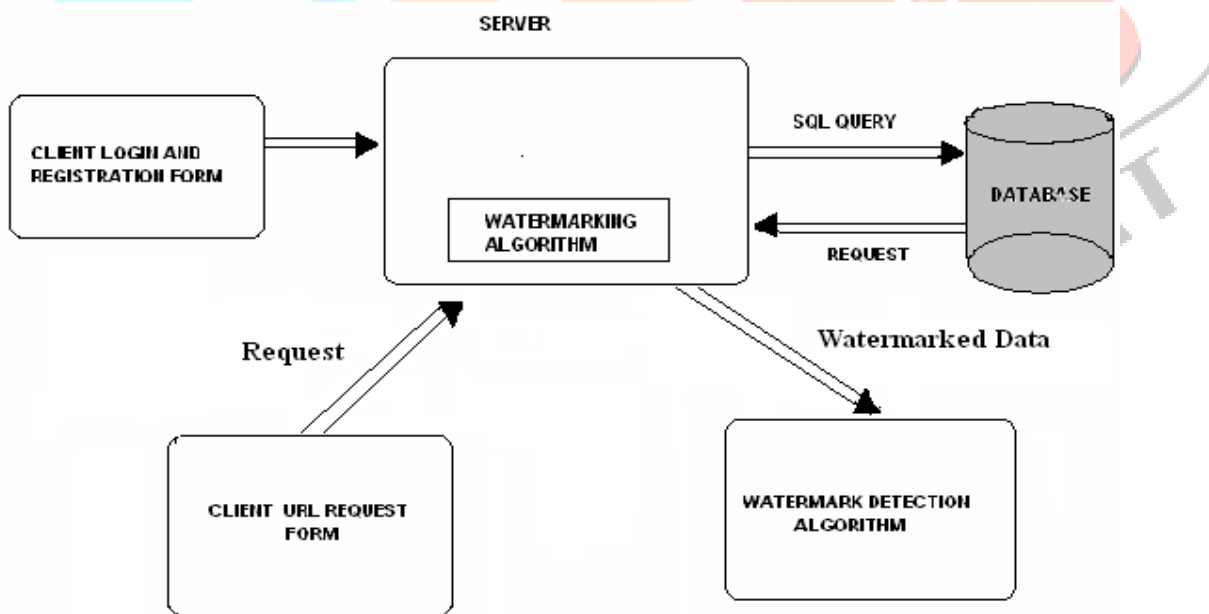 SERVER
CLIENT LOGIN AND
REGISTRATION FORM
WATERMARKING
ALGORITHM
SQL QUERY
DATABASE
REQUEST
Request
Watermarked Data
CLIENT URL REQUEST
FORM
WATERMARK DETECTION
ALGORITHM